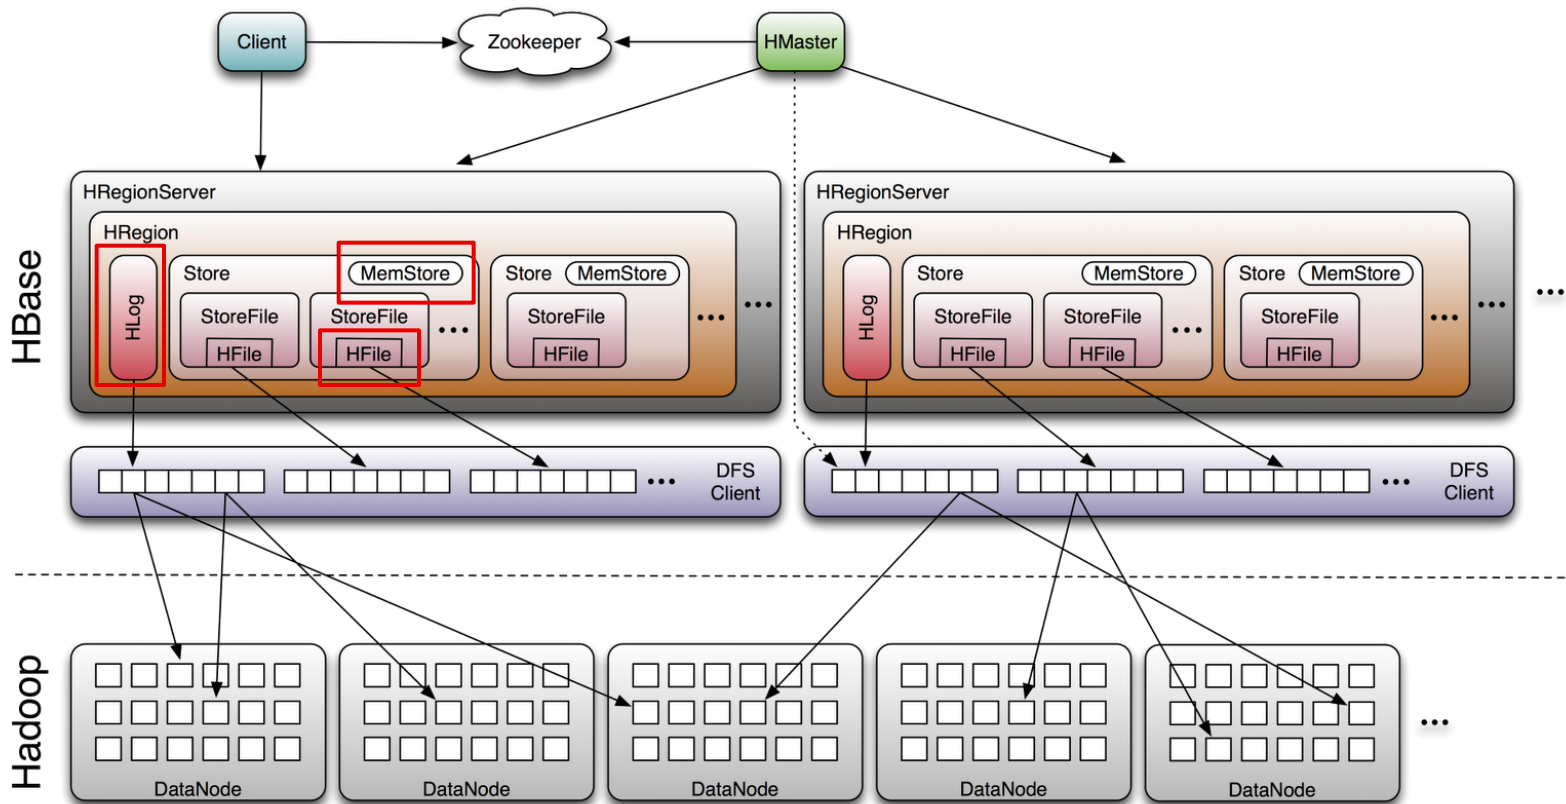 Client
Zookeeper
HMaster
HBase
HRegionServer
HRegion
HLog
Store
MemStore
StoreFile
HFile
StoreFile
HFile
...
Store
MemStore
StoreFile
HFile
...
...
HRegionServer
HRegion
HLog
Store
MemStore
StoreFile
HFile
StoreFile
HFile
...
Store
MemStore
StoreFile
HFile
...
...
...
...
DFS
Client
...
DFS
Client
Hadoop
DataNode
DataNode
DataNode
DataNode
DataNode
...